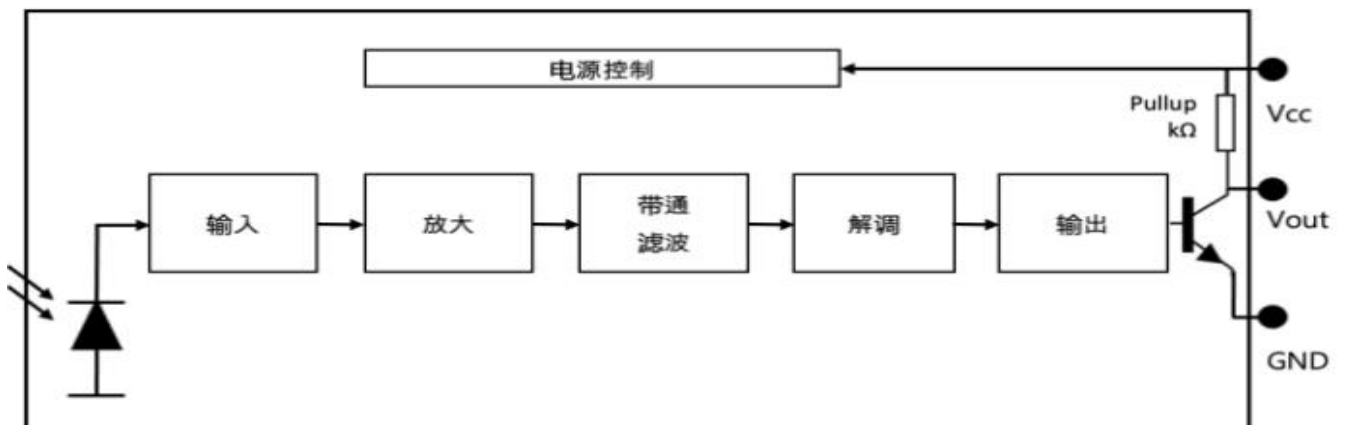 电源控制
Pullup
kΩ
Vcc
输入
放大
带通
滤波
解调
输出
Vout
GND